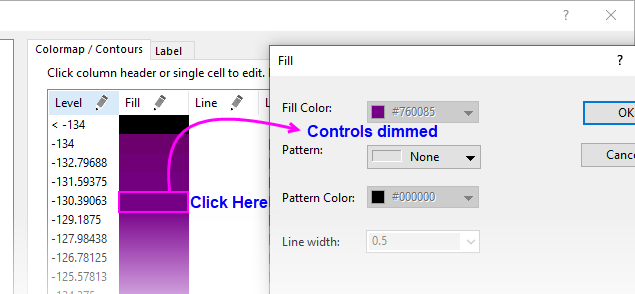 ?
Colormap / Contours Label
Click column header or single cell to edit.
Level Fill Line
< -134
-134
-132.79688
-131.59375
-130.39063
-129.1875
-127.98438
-126.78125
-125.57813
Click Here
Fill ?
Fill Color: #760085
OK
Controls dimmed
Pattern: None
Pattern Color: #000000
Line width: 0.5